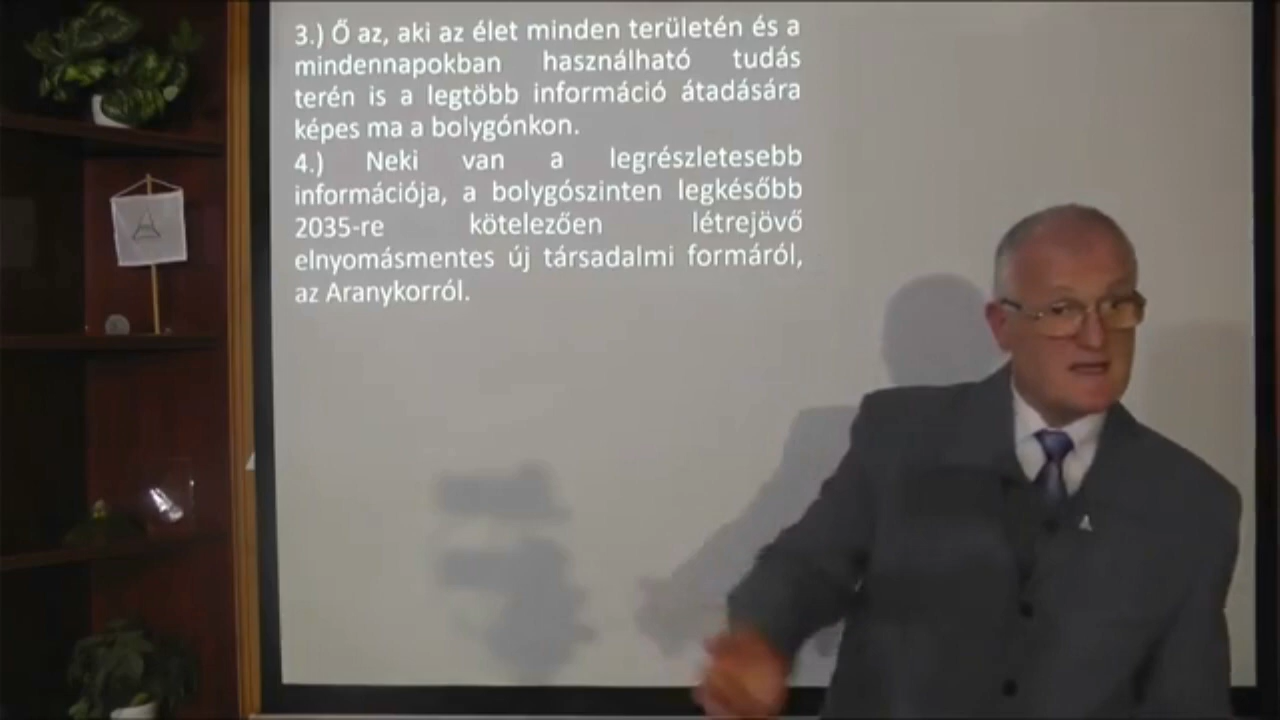 3.) Ő az, aki az élet minden területén és a
mindennapokban használható tudás
terén is a legtöbb információ átadására
képes ma a bolygónkon.
4.) Neki van a legrészletesebb
információja, a bolygószinten legkésőbb
2035-re kötelezően létrejövő
elnyomásmentes új társadalmi formáról,
az Aranykorról.